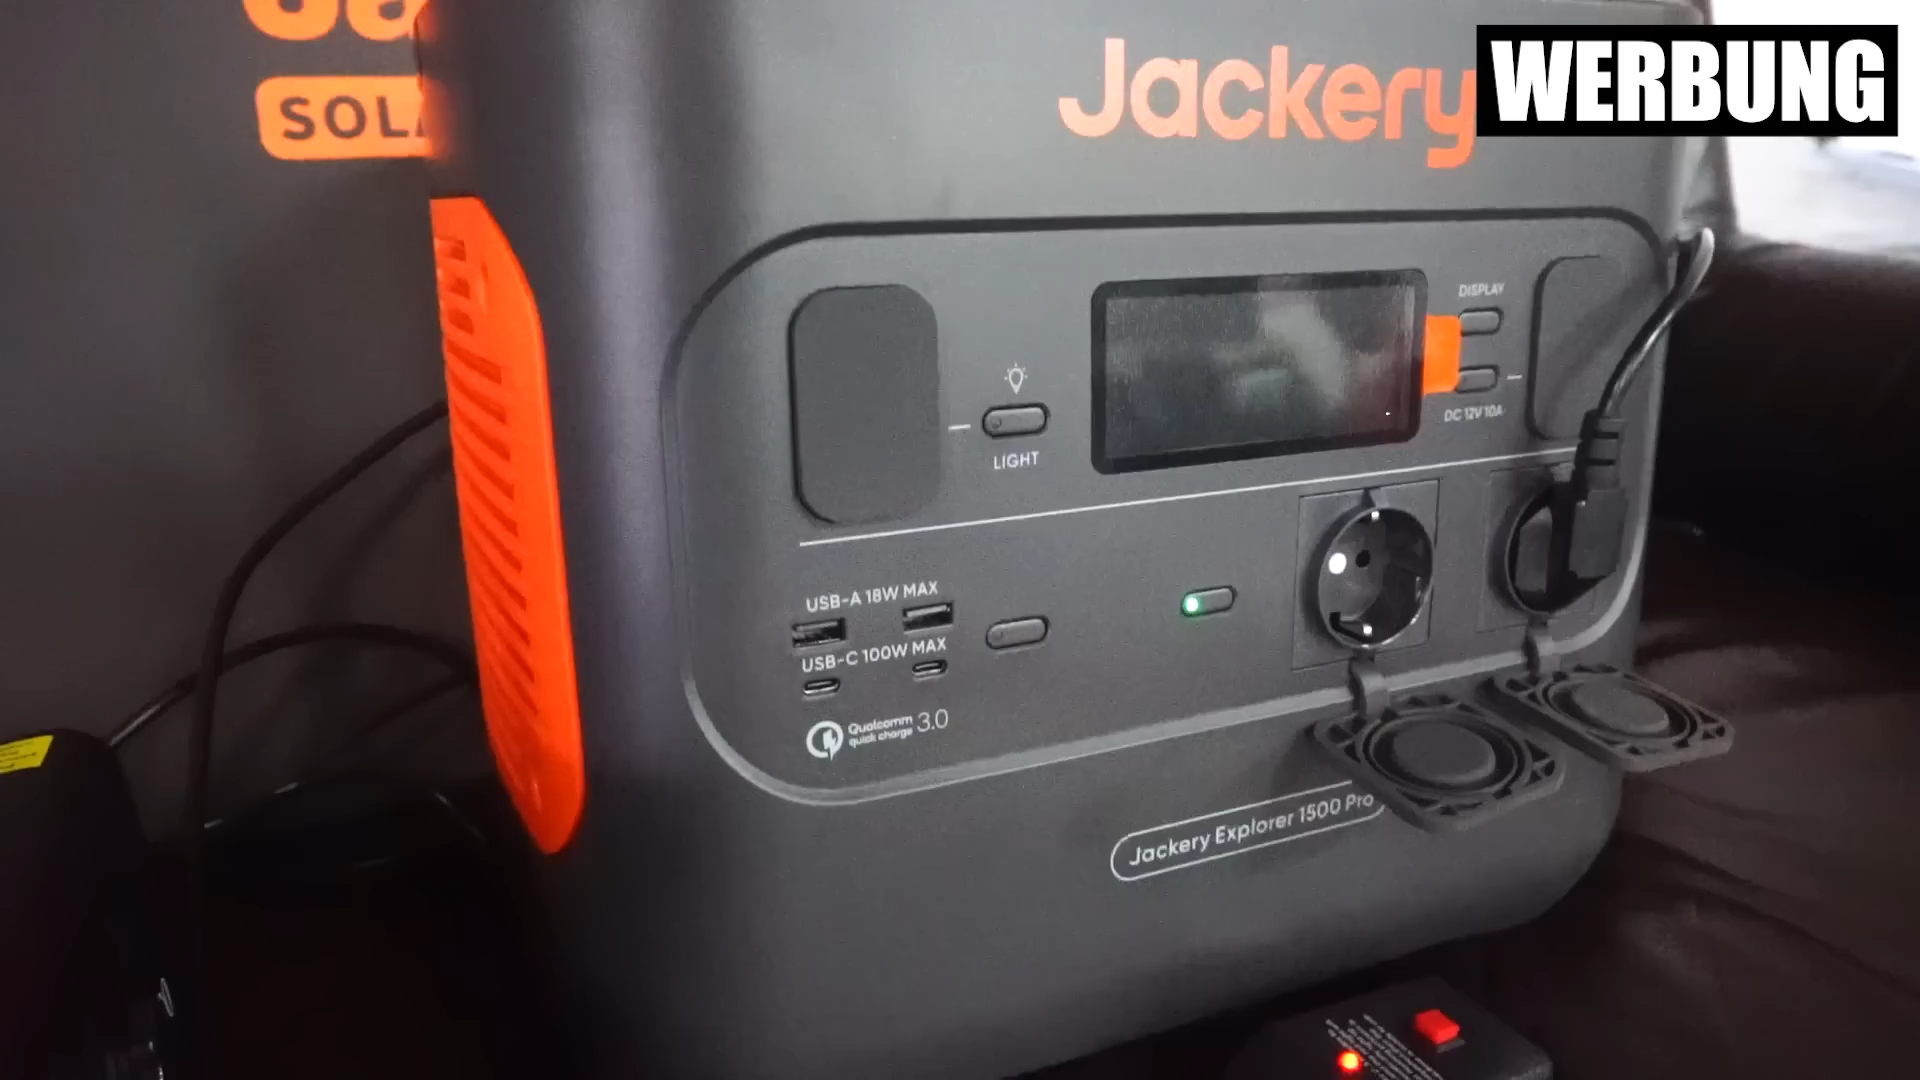 Jackery
WERBUNG
SOL
DISPLAY
DC 12V 10A
LIGHT
USB-A 18W MAX
USB-C 100W MAX
Qualcomm
quick charge 3.0
Jackery Explorer 1500 Pro